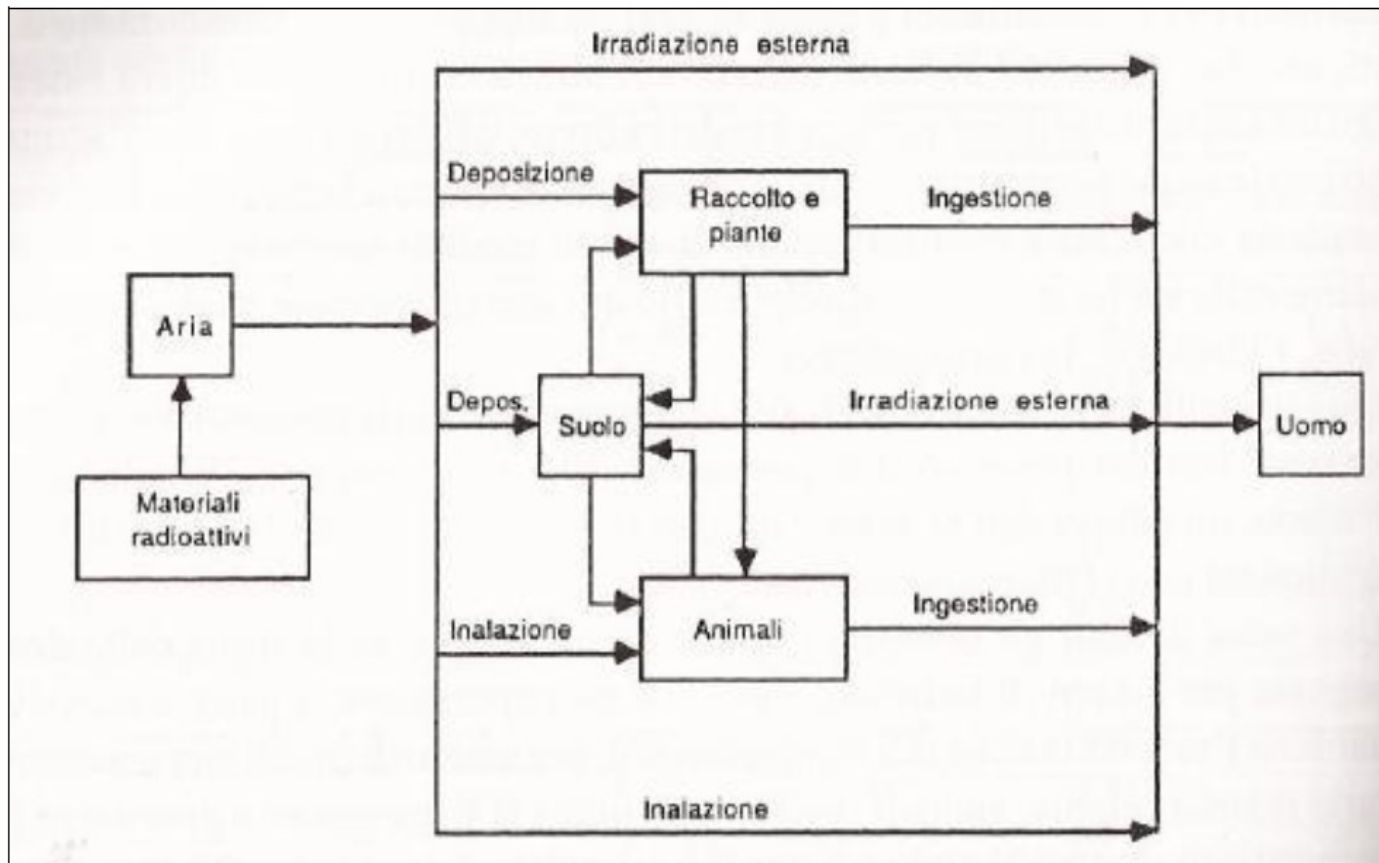 Irradiazione esterna
Deposizione
Raccolto e
piante
Ingestione
Aria
Depos.
Suolo
Irradiazione esterna
Uomo
Materiali
radioattivi
Inalazione
Animali
Ingestione
Inalazione